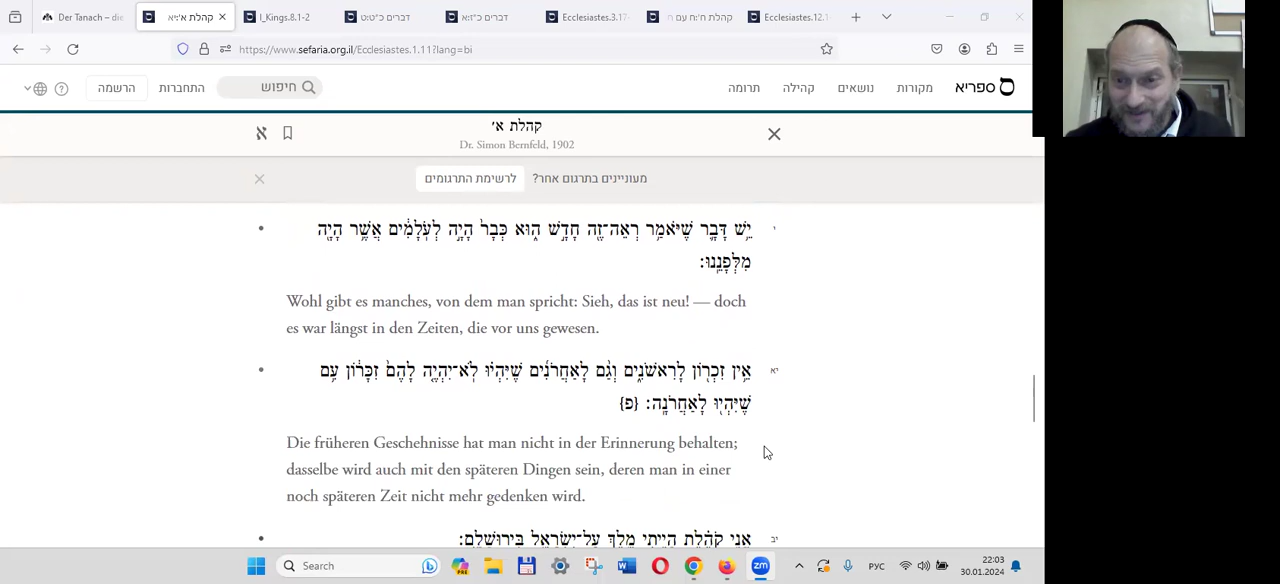 Der Tanach – die
קהלת א׳:יא
I_Kings.8.1-2
דברים כ״ט:ט
דברים כ״ז:א
Ecclesiastes.3.17-
קהלת ח׳:ח עם ר
Ecclesiastes.12.1
https://www.sefaria.org.il/Ecclesiastes.1.11?lang=bi
ספריא
מקורות
נושאים
קהילה
תרומה
חיפוש
התחברות
הרשמה
קהלת א׳
Dr. Simon Bernfeld, 1902
א
מעוניינים בתרגום אחר?
לרשימת התרגומים
י
יֵ֥שׁ דָּבָ֛ר שֶׁיֹּאמַ֥ר רְאֵה־זֶ֖ה חָדָ֣שׁ ה֑וּא כְּבָר֙ הָיָ֣ה לְעֹֽלָמִ֔ים אֲשֶׁ֥ר הָיָ֖ה
מִלְּפָנֵֽנוּ׃
Wohl gibt es manches, von dem man spricht: Sieh, das ist neu! — doch
es war längst in den Zeiten, die vor uns gewesen.
יא
אֵ֥ין זִכְר֖וֹן לָרִאשֹׁנִ֑ים וְגַ֨ם לָאַחֲרֹנִ֜ים שֶׁיִּהְי֗וּ לֹֽא־יִהְיֶ֤ה לָהֶם֙ זִכָּר֔וֹן עִ֥ם
שֶׁיִּהְי֖וּ לָאַחֲרֹנָֽה׃ {פ}
Die früheren Geschehnisse hat man nicht in der Erinnerung behalten;
dasselbe wird auch mit den späteren Dingen sein, deren man in einer
noch späteren Zeit nicht mehr gedenken wird.
יב
אֲנִ֣י קֹהֶ֗לֶת הָיִ֥יתִי מֶ֛לֶךְ עַל־יִשְׂרָאֵ֖ל בִּירוּשָׁלָֽ͏ִם׃
Search
PRE
zm
РУС
22:03
30.01.2024